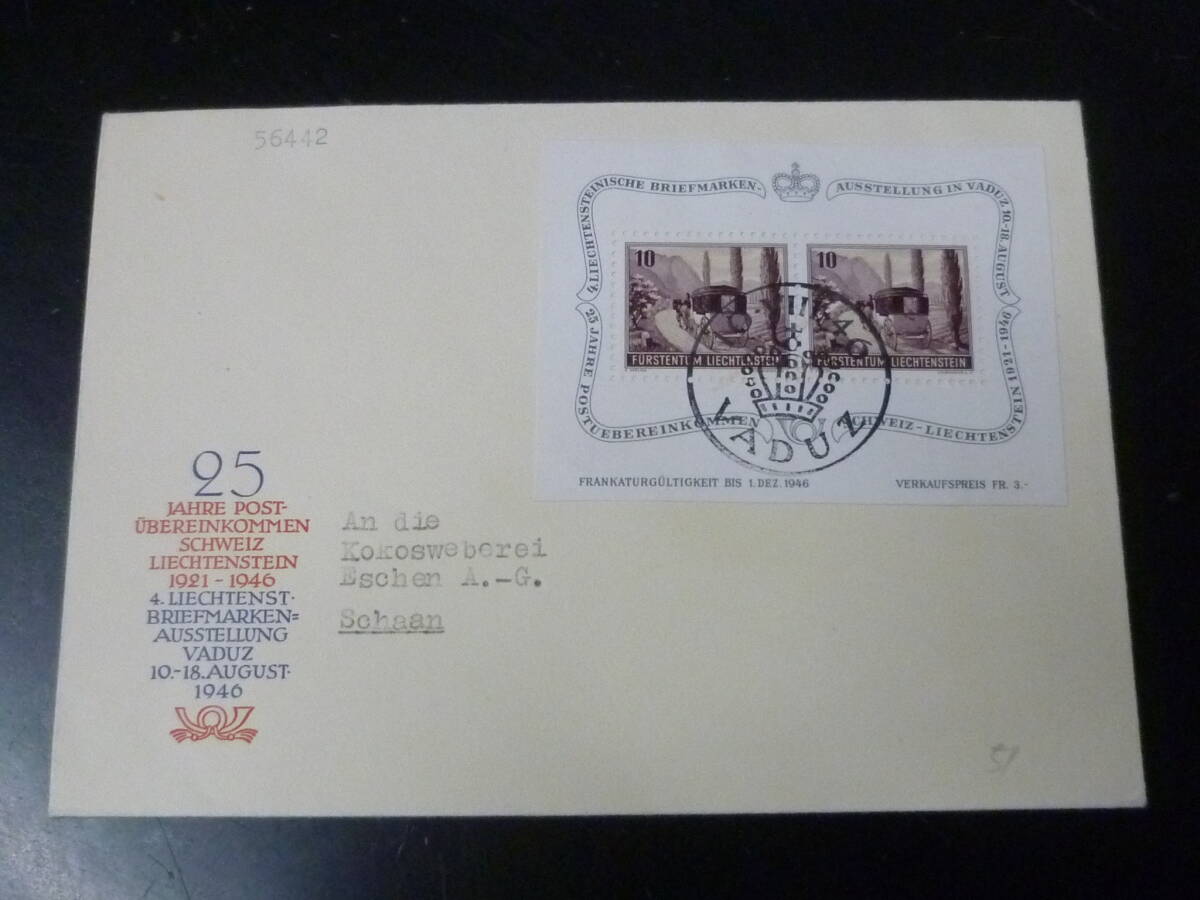 56442
4. LIECHTENSTEINISCHE BRIEFMARKEN-
AUSSTELLUNG IN VADUZ 10.-18. AUGUST
25 JAHRE POSTUEBEREINKOMMEN
SCHWEIZ-LIECHTENSTEIN 1921-1946
10
FÜRSTENTUM LIECHTENSTEIN
10
FÜRSTENTUM LIECHTENSTEIN
VADUZ
FRANKATURGÜLTIGKEIT BIS 1. DEZ. 1946
VERKAUFSPREIS FR. 3.-
25
JAHRE POST-
ÜBEREINKOMMEN
SCHWEIZ
LIECHTENSTEIN
1921-1946
4. LIECHTENST.
BRIEFMARKEN=
AUSSTELLUNG
VADUZ
10.-18. AUGUST
1946
An die
Kokosweberei
Eschen A.-G.
Schaan